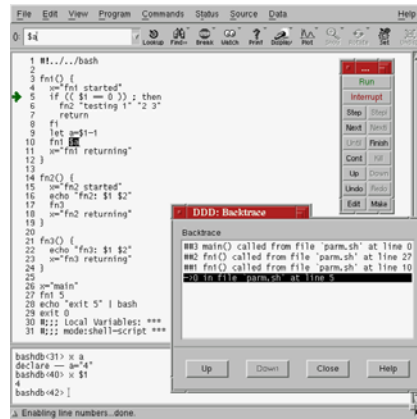 File Edit View Program Commands Status Source Data Help
0: $a
Lookup Find» Break Watch Print Display Plot Show Rotate Set
1 #!../../bash
2
3 fn1() {
4 x="fn1 started"
5 if (( $1 == 0 )) ; then
6 fn2 "testing 1" "2 3"
7 return
8 fi
9 let a=$1-1
10 fn1 $a
11 x="fn1 returning"
12 }
13
14 fn2() {
15 x="fn2 started"
16 echo "fn2: $1 $2"
17 fn3
18 x="fn2 returning"
19 }
20
21 fn3() {
22 echo "fn3: $1 $2"
23 x="fn3 returning"
24 }
25
26 x="main"
27 fn1 5
28 echo "exit 5" | bash
29 exit 0
30 #;;; Local Variables: ***
31 #;;; mode:shell-script ***
Run
Interrupt
Step Stepi
Next Nexti
Until Finish
Cont Kill
Up Down
Undo Redo
Edit Make
DDD: Backtrace
Backtrace
##3 main() called from file `parm.sh' at line 0
##2 fn1() called from file `parm.sh' at line 27
##1 fn1() called from file `parm.sh' at line 10
->0 in file `parm.sh' at line 5
Up Down Close Help
bashdb<31> x a
declare -- a="4"
bashdb<40> x $1
4
bashdb<42>
Enabling line numbers...done.